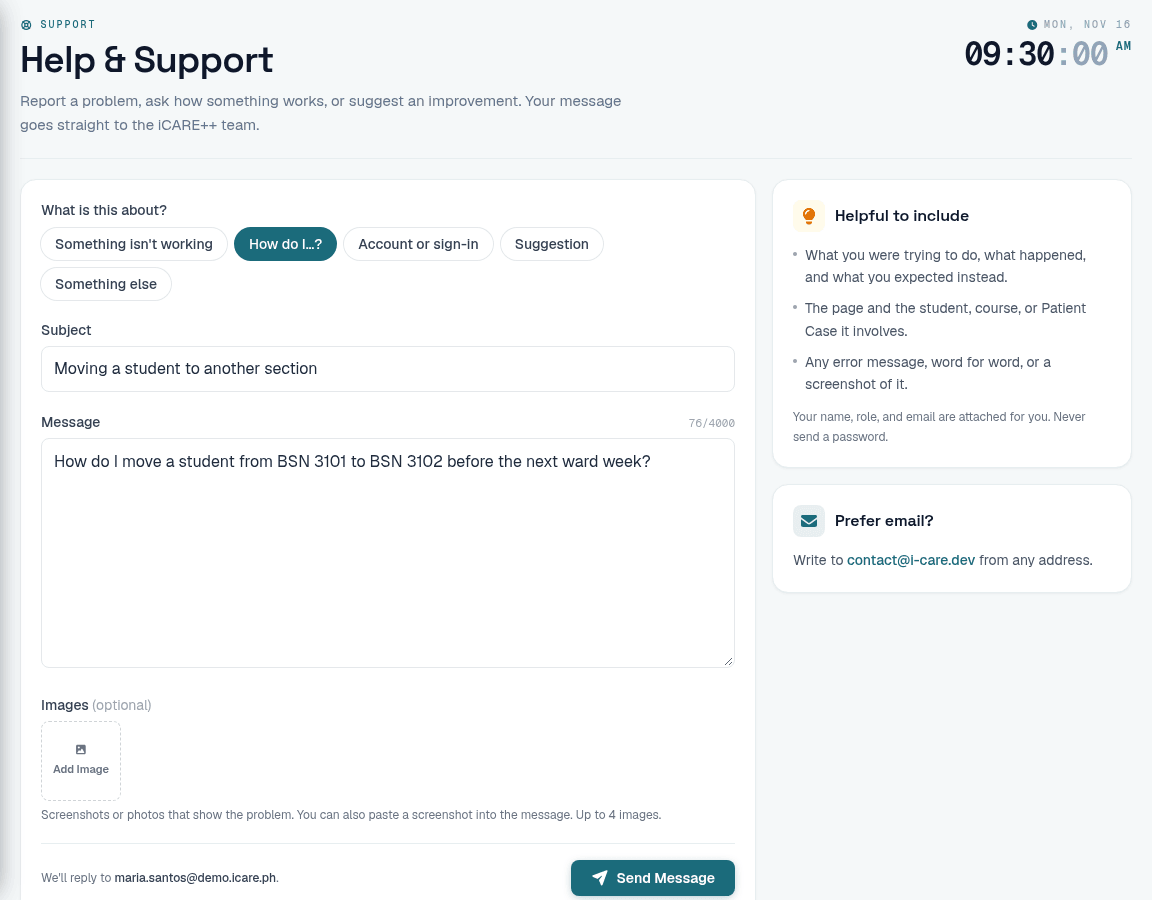 SUPPORT
Help & Support
Report a problem, ask how something works, or suggest an improvement. Your message
goes straight to the iCARE++ team.
MON, NOV 16
09:30:00 AM
What is this about?
Something isn't working
How do I…?
Account or sign-in
Suggestion
Something else
Subject
Moving a student to another section
Message
76/4000
How do I move a student from BSN 3101 to BSN 3102 before the next ward week?
Images (optional)
Add Image
Screenshots or photos that show the problem. You can also paste a screenshot into the message. Up to 4 images.
We'll reply to maria.santos@demo.icare.ph.
Send Message
Helpful to include
• What you were trying to do, what happened,
and what you expected instead.
• The page and the student, course, or Patient
Case it involves.
• Any error message, word for word, or a
screenshot of it.
Your name, role, and email are attached for you. Never
send a password.
Prefer email?
Write to contact@i-care.dev from any address.